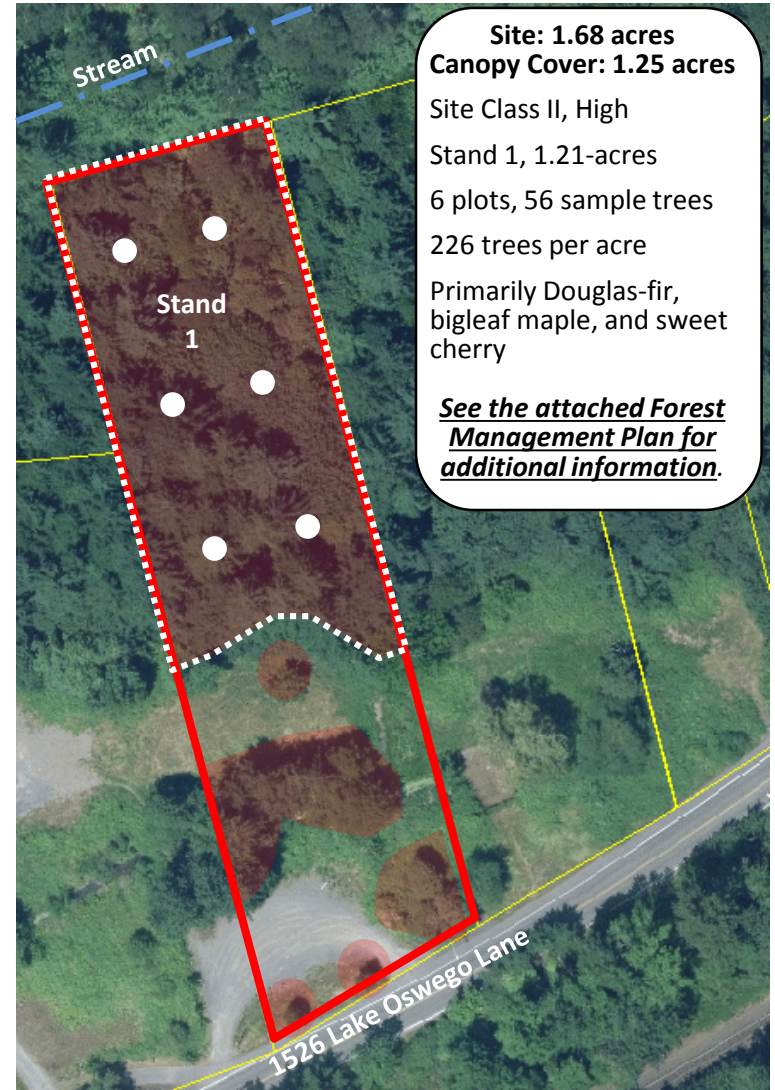 Stream
Site: 1.68 acres
Canopy Cover: 1.25 acres
Site Class II, High
Stand 1, 1.21-acres
6 plots, 56 sample trees
226 trees per acre
Primarily Douglas-fir,
bigleaf maple, and sweet
cherry
See the attached Forest
Management Plan for
additional information.
Stand
1
1526 Lake Oswego Lane